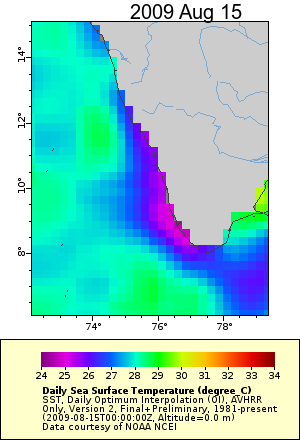 2009 Aug 15
14°
12°
10°
8°
74°
76°
78°
24 25 26 27 28 29 30 31 32 33 34
Daily Sea Surface Temperature (degree_C)
SST, Daily Optimum Interpolation (OI), AVHRR
Only, Version 2, Final+Preliminary, 1981-present
(2009-08-15T00:00:00Z, Altitude=0.0 m)
Data courtesy of NOAA NCEI